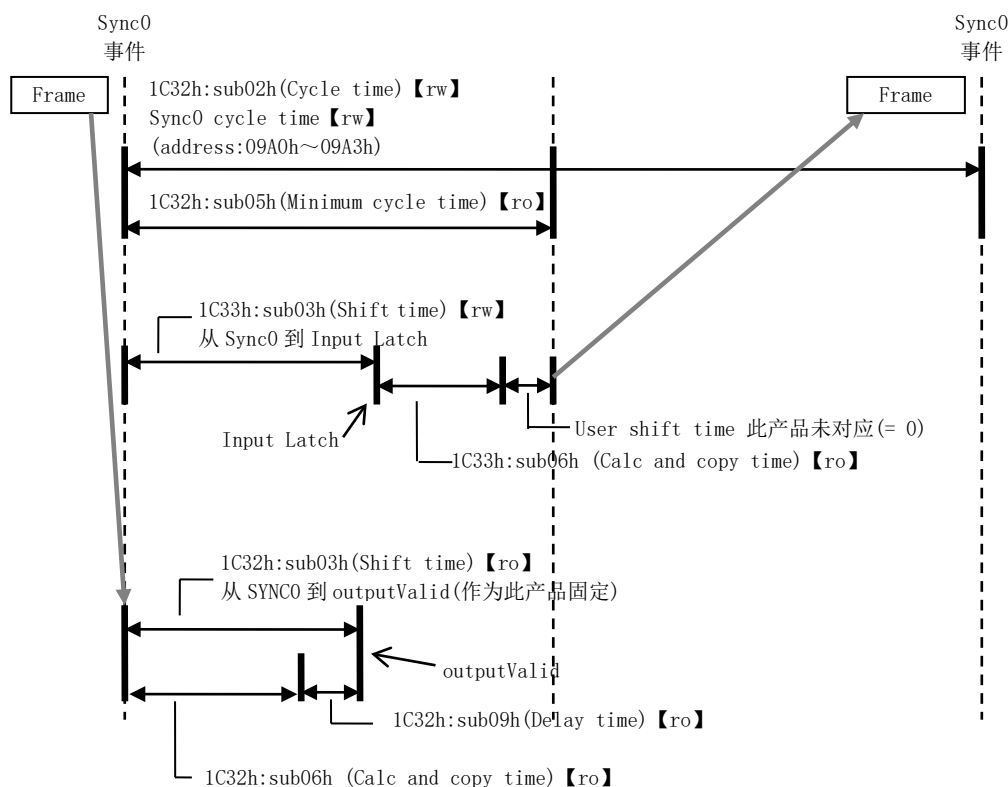 Sync0
事件
Sync0
事件
Frame
Frame
1C32h:sub02h(Cycle time)【rw】
Sync0 cycle time【rw】
(address:09A0h～09A3h)
1C32h:sub05h(Minimum cycle time)【ro】
1C33h:sub03h(Shift time)【rw】
从 Sync0 到 Input Latch
Input Latch
User shift time 此产品未对应(= 0)
1C33h:sub06h (Calc and copy time)【ro】
1C32h:sub03h(Shift time)【ro】
从 SYNC0 到 outputValid(作为此产品固定)
outputValid
1C32h:sub09h(Delay time)【ro】
1C32h:sub06h (Calc and copy time)【ro】